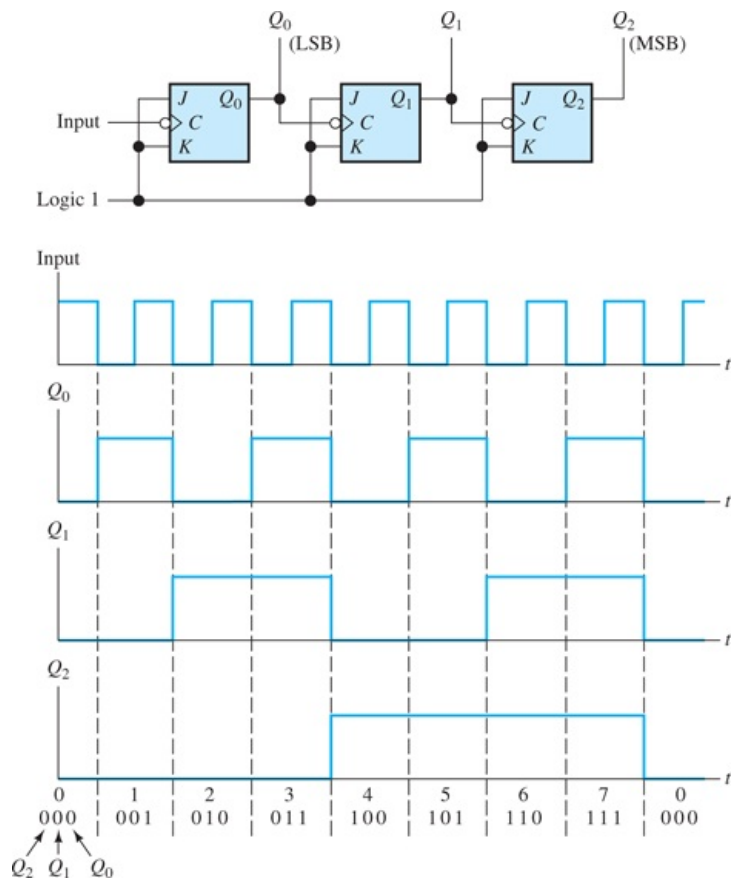 Q0 Q1 Q2
(LSB) (MSB)
J Q0 J Q1 J Q2
Input C C C
K K K
Logic 1
Input
t
Q0
t
Q1
t
Q2
t
0 1 2 3 4 5 6 7 0
000 001 010 011 100 101 110 111 000
Q2 Q1 Q0